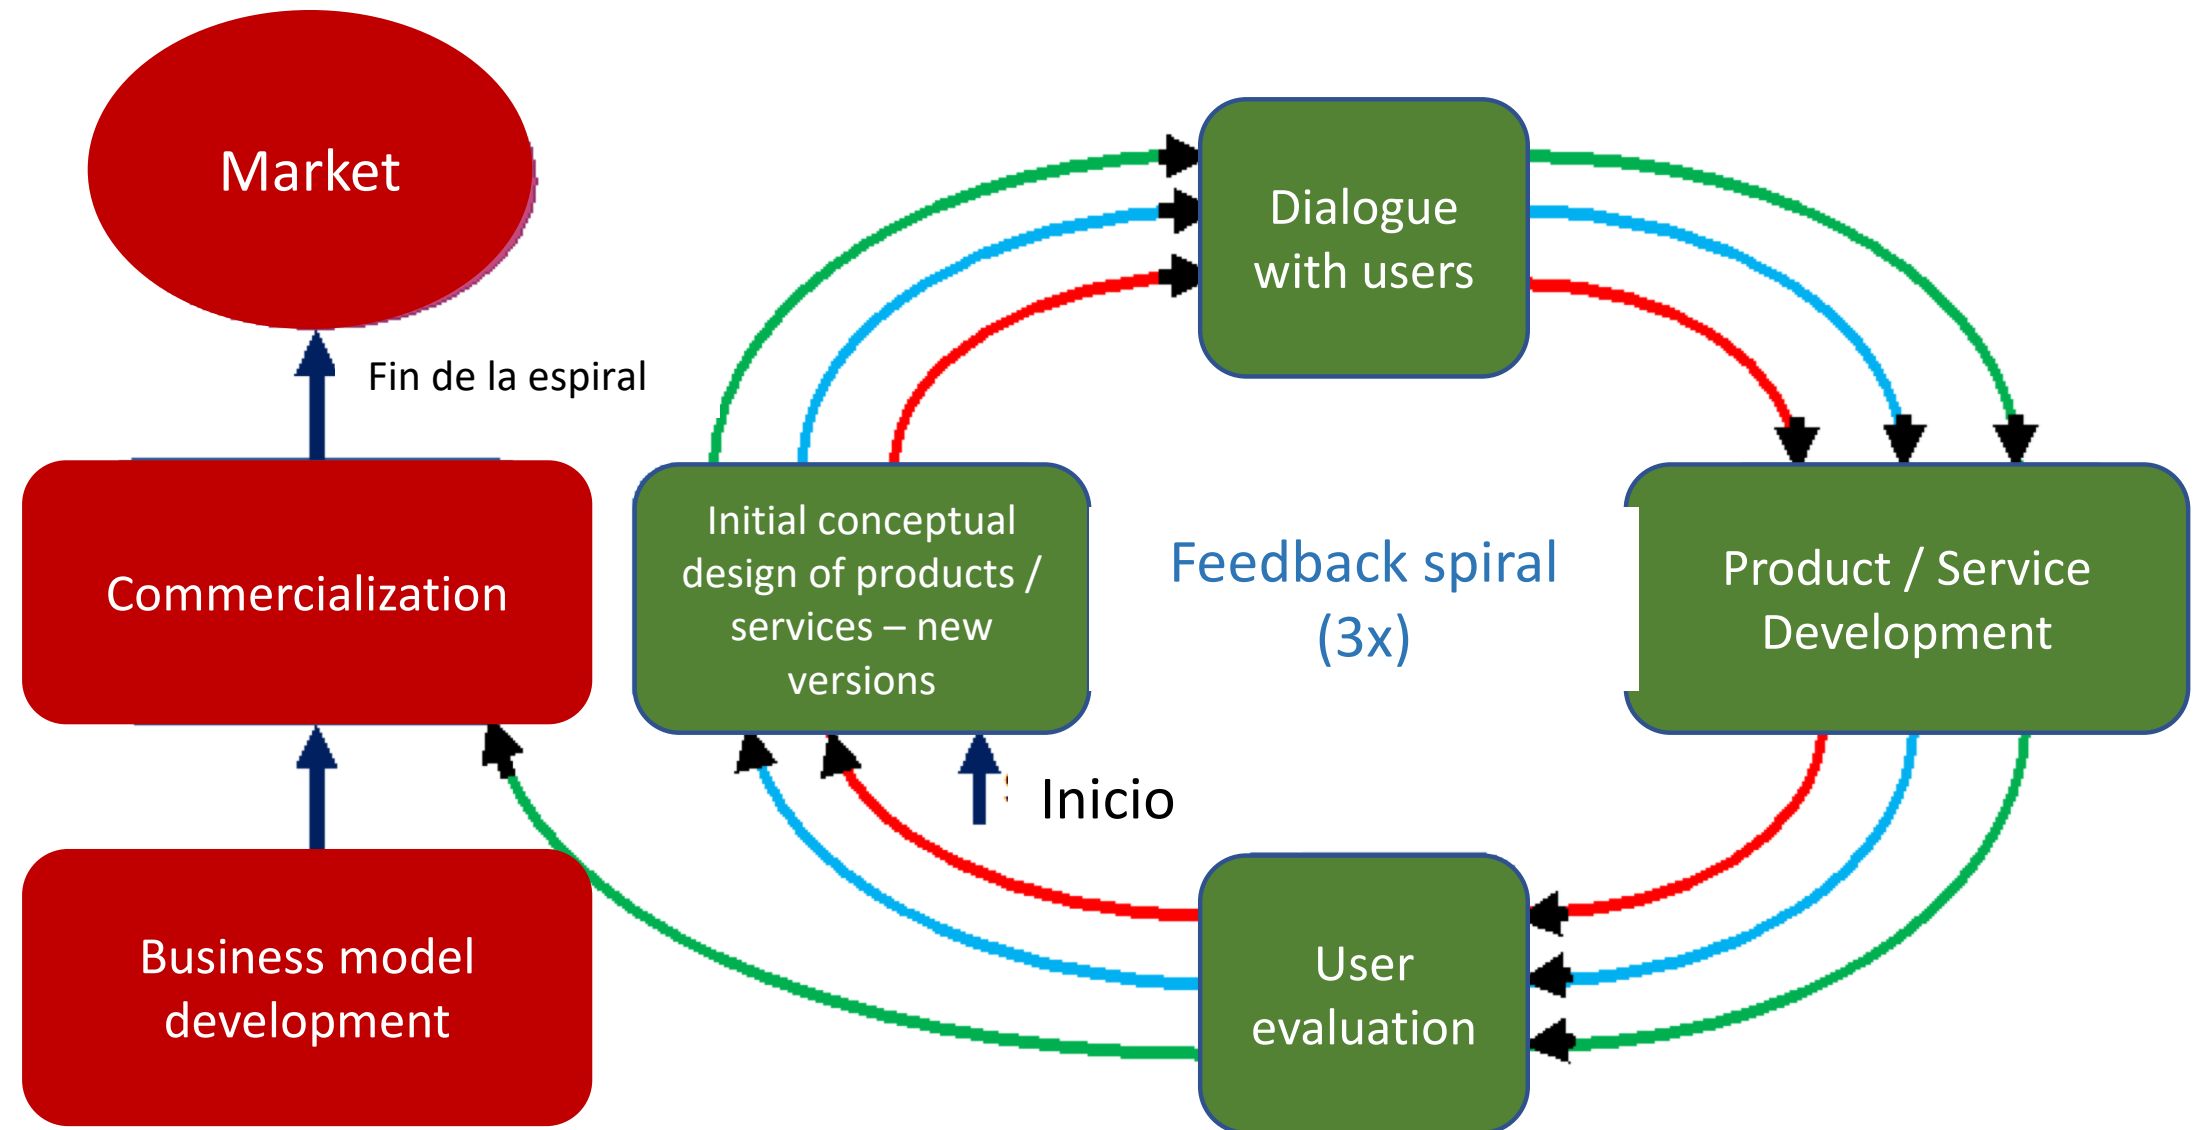 Market
Fin de la espiral
Commercialization
Business model
development
Initial conceptual
design of products /
services – new
versions
Inicio
Dialogue
with users
Feedback spiral
(3x)
Product / Service
Development
User
evaluation